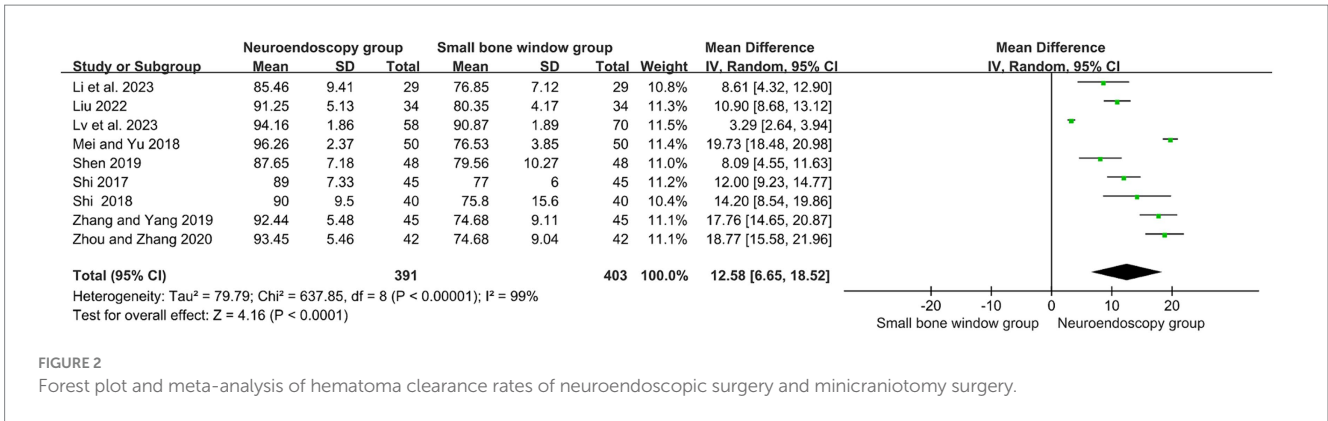 Neuroendoscopy group Small bone window group Mean Difference Mean Difference
Study or Subgroup Mean SD Total Mean SD Total Weight IV, Random, 95% CI IV, Random, 95% CI
Li et al. 2023 85.46 9.41 29 76.85 7.12 29 10.8% 8.61 [4.32, 12.90]
Liu 2022 91.25 5.13 34 80.35 4.17 34 11.3% 10.90 [8.68, 13.12]
Lv et al. 2023 94.16 1.86 58 90.87 1.89 70 11.5% 3.29 [2.64, 3.94]
Mei and Yu 2018 96.26 2.37 50 76.53 3.85 50 11.4% 19.73 [18.48, 20.98]
Shen 2019 87.65 7.18 48 79.56 10.27 48 11.0% 8.09 [4.55, 11.63]
Shi 2017 89 7.33 45 77 6 45 11.2% 12.00 [9.23, 14.77]
Shi 2018 90 9.5 40 75.8 15.6 40 10.4% 14.20 [8.54, 19.86]
Zhang and Yang 2019 92.44 5.48 45 74.68 9.11 45 11.1% 17.76 [14.65, 20.87]
Zhou and Zhang 2020 93.45 5.46 42 74.68 9.04 42 11.1% 18.77 [15.58, 21.96]
Total (95% CI) 391 403 100.0% 12.58 [6.65, 18.52]
Heterogeneity: Tau² = 79.79; Chi² = 637.85, df = 8 (P < 0.00001); I² = 99%
Test for overall effect: Z = 4.16 (P < 0.0001)
-20 -10 0 10 20
Small bone window group Neuroendoscopy group
FIGURE 2
Forest plot and meta-analysis of hematoma clearance rates of neuroendoscopic surgery and minicraniotomy surgery.